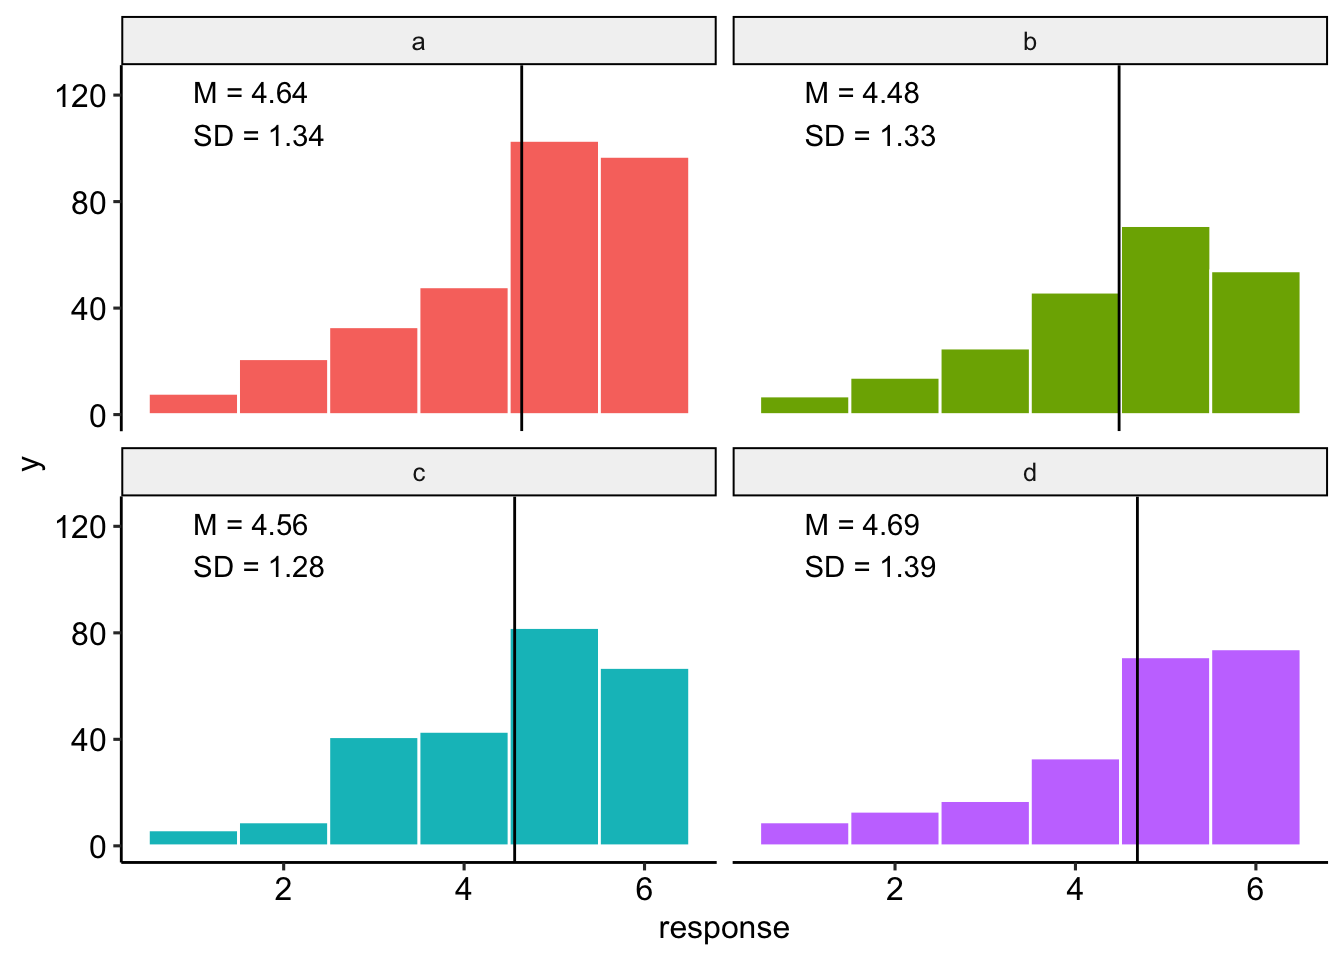 a
b
M = 4.64
SD = 1.34
M = 4.48
SD = 1.33
120
80
40
0
y
c
d
M = 4.56
SD = 1.28
M = 4.69
SD = 1.39
120
80
40
0
2 4 6
2 4 6
response